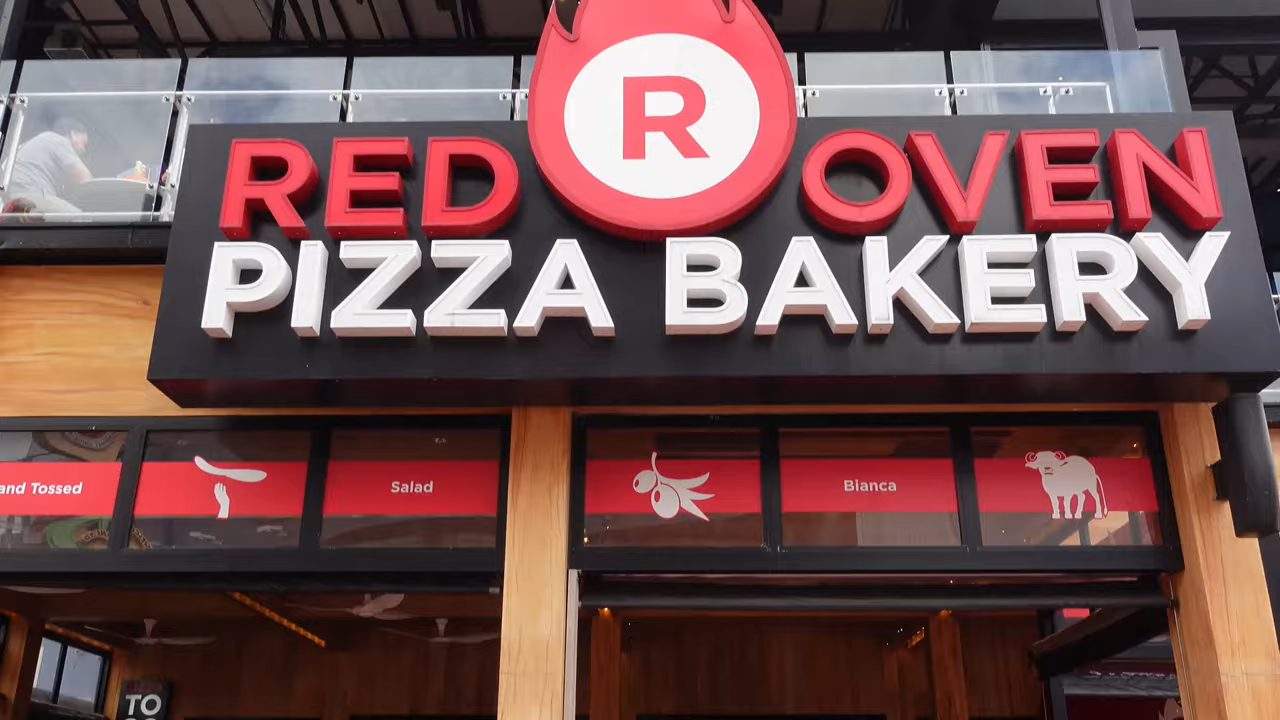 R
RED OVEN
PIZZA BAKERY
and Tossed
Salad
Bianca
TO